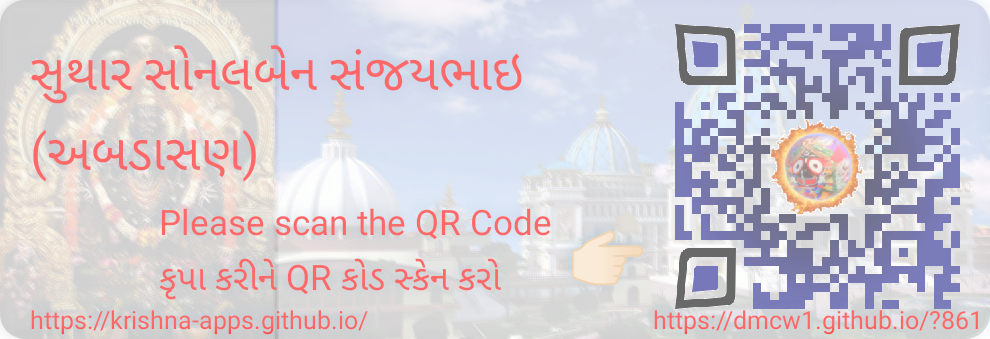 સુથાર સોનલબેન સંજયભાઇ
(અબડાસણ)
Please scan the QR Code
કૃપા કરીને QR કોડ સ્કેન કરો
https://krishna-apps.github.io/
https://dmcw1.github.io/?861